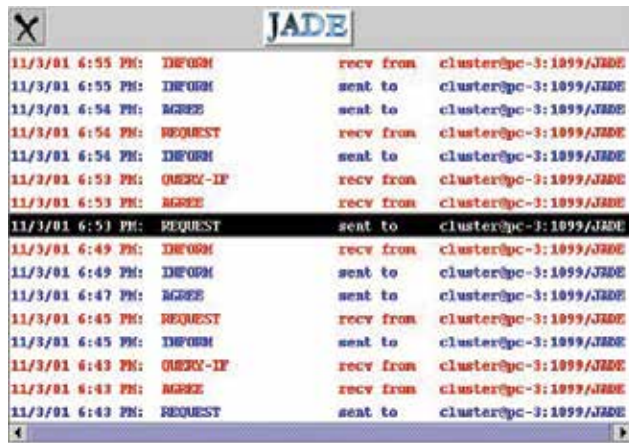 JADE
11/3/01 6:55 PM: INFORM recv from cluster@pc-3:1099/JADE
11/3/01 6:55 PM: INFORM sent to cluster@pc-3:1099/JADE
11/3/01 6:54 PM: AGREE sent to cluster@pc-3:1099/JADE
11/3/01 6:54 PM: REQUEST recv from cluster@pc-3:1099/JADE
11/3/01 6:54 PM: INFORM sent to cluster@pc-3:1099/JADE
11/3/01 6:53 PM: QUERY-IF recv from cluster@pc-3:1099/JADE
11/3/01 6:53 PM: AGREE recv from cluster@pc-3:1099/JADE
11/3/01 6:53 PM: REQUEST sent to cluster@pc-3:1099/JADE
11/3/01 6:49 PM: INFORM recv from cluster@pc-3:1099/JADE
11/3/01 6:49 PM: INFORM sent to cluster@pc-3:1099/JADE
11/3/01 6:47 PM: AGREE sent to cluster@pc-3:1099/JADE
11/3/01 6:45 PM: REQUEST recv from cluster@pc-3:1099/JADE
11/3/01 6:45 PM: INFORM sent to cluster@pc-3:1099/JADE
11/3/01 6:43 PM: QUERY-IF recv from cluster@pc-3:1099/JADE
11/3/01 6:43 PM: AGREE recv from cluster@pc-3:1099/JADE
11/3/01 6:43 PM: REQUEST sent to cluster@pc-3:1099/JADE